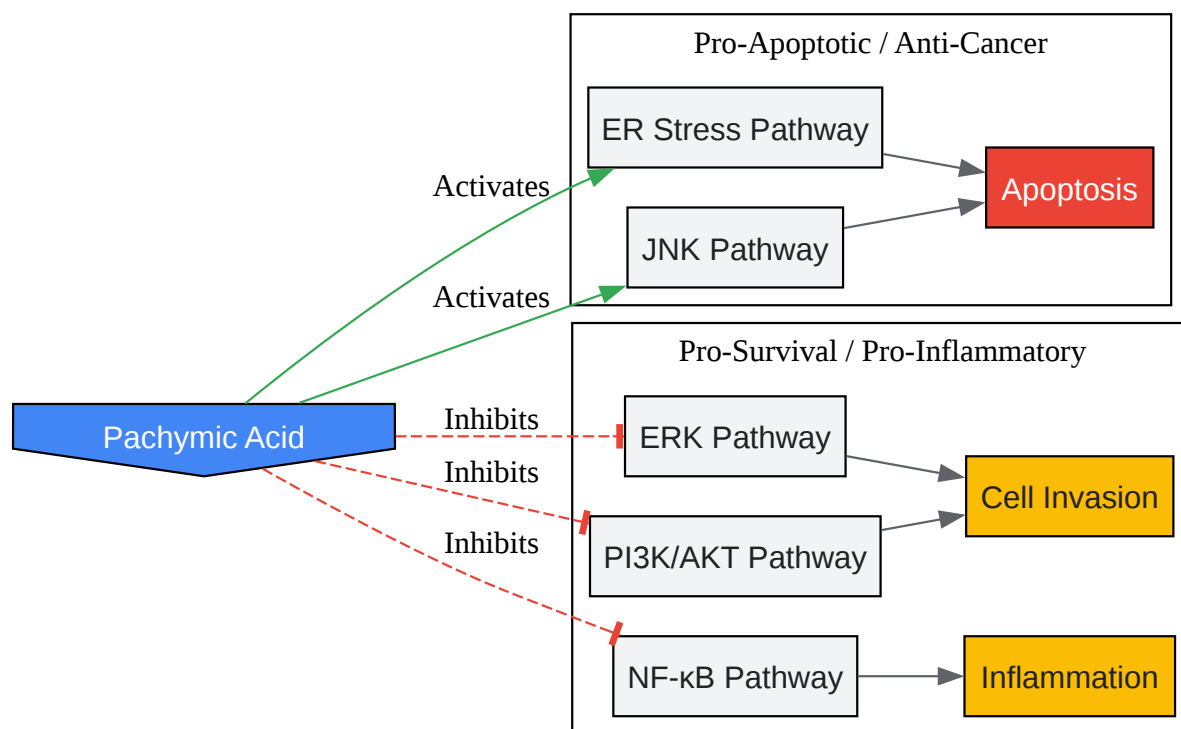 Pro-Apoptotic / Anti-Cancer
ER Stress Pathway
Activates
Apoptosis
JNK Pathway
Activates
Pro-Survival / Pro-Inflammatory
Pachymic Acid
Inhibits
ERK Pathway
Inhibits
Cell Invasion
Inhibits
PI3K/AKT Pathway
NF-κB Pathway
Inflammation